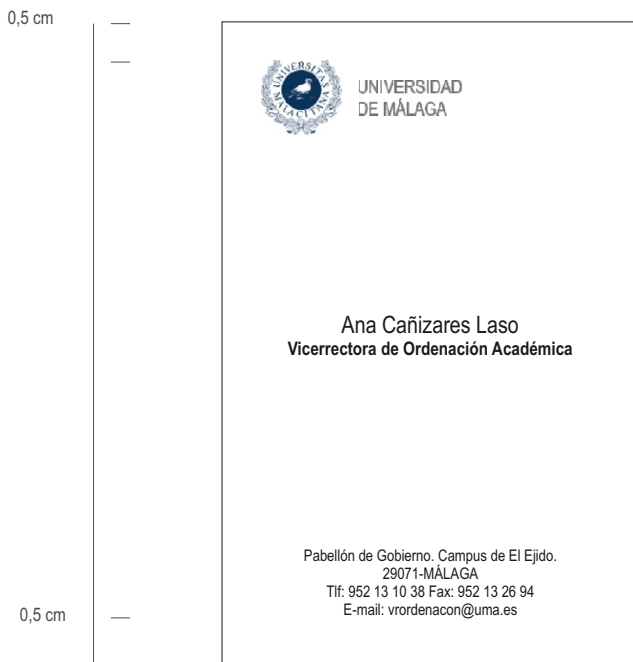 0,5 cm
UNIVERSITAS MALACITANA
UNIVERSIDAD
DE MÁLAGA
Ana Cañizares Laso
Vicerrectora de Ordenación Académica
Pabellón de Gobierno. Campus de El Ejido.
29071-MÁLAGA
Tlf: 952 13 10 38 Fax: 952 13 26 94
E-mail: vrordenacon@uma.es
0,5 cm